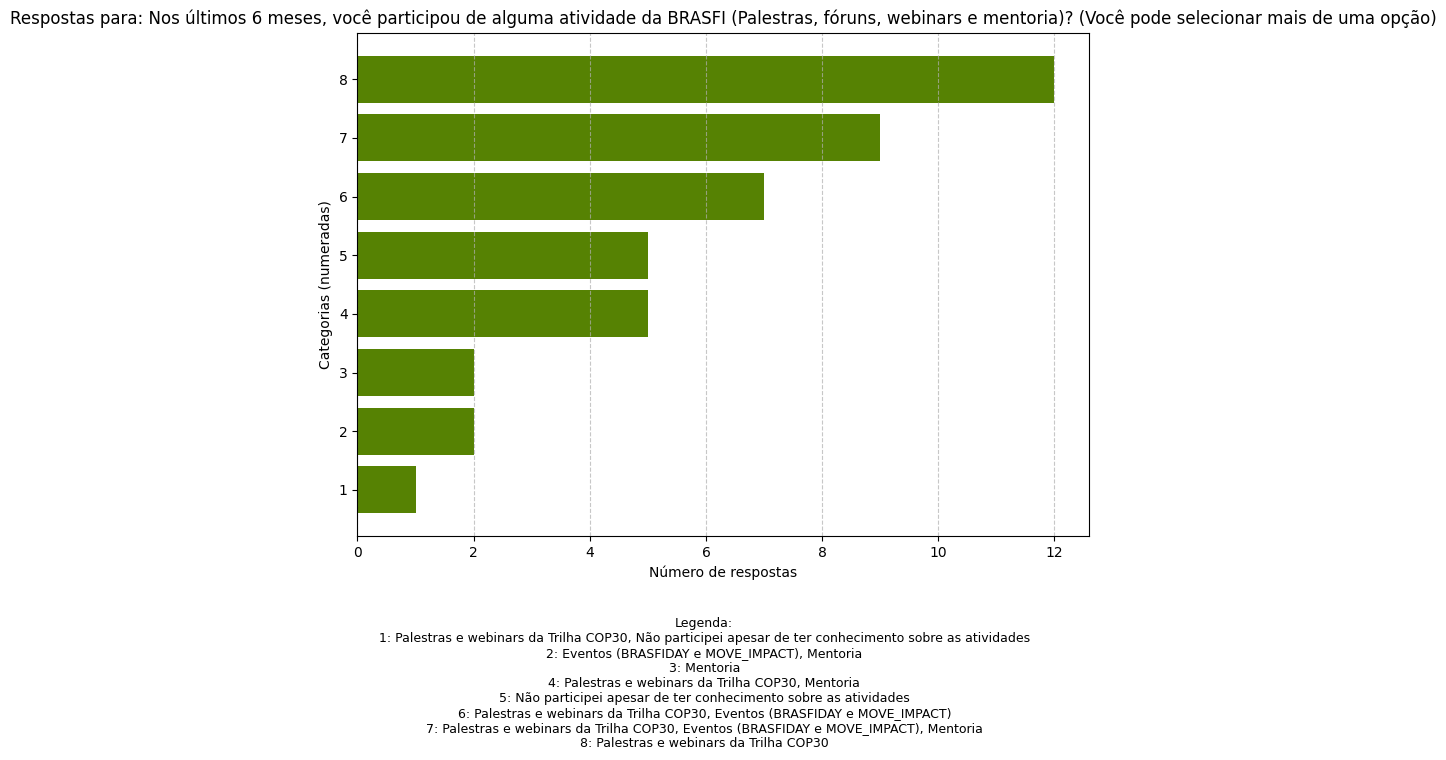 Respostas para: Nos últimos 6 meses, você participou de alguma atividade da BRASFI (Palestras, fóruns, webinars e mentoria)? (Você pode selecionar mais de uma opção)
Categorias (numeradas)
8
7
6
5
4
3
2
1
0 2 4 6 8 10 12
Número de respostas
Legenda:
1: Palestras e webinars da Trilha COP30, Não participei apesar de ter conhecimento sobre as atividades
2: Eventos (BRASFIDAY e MOVE_IMPACT), Mentoria
3: Mentoria
4: Palestras e webinars da Trilha COP30, Mentoria
5: Não participei apesar de ter conhecimento sobre as atividades
6: Palestras e webinars da Trilha COP30, Eventos (BRASFIDAY e MOVE_IMPACT)
7: Palestras e webinars da Trilha COP30, Eventos (BRASFIDAY e MOVE_IMPACT), Mentoria
8: Palestras e webinars da Trilha COP30